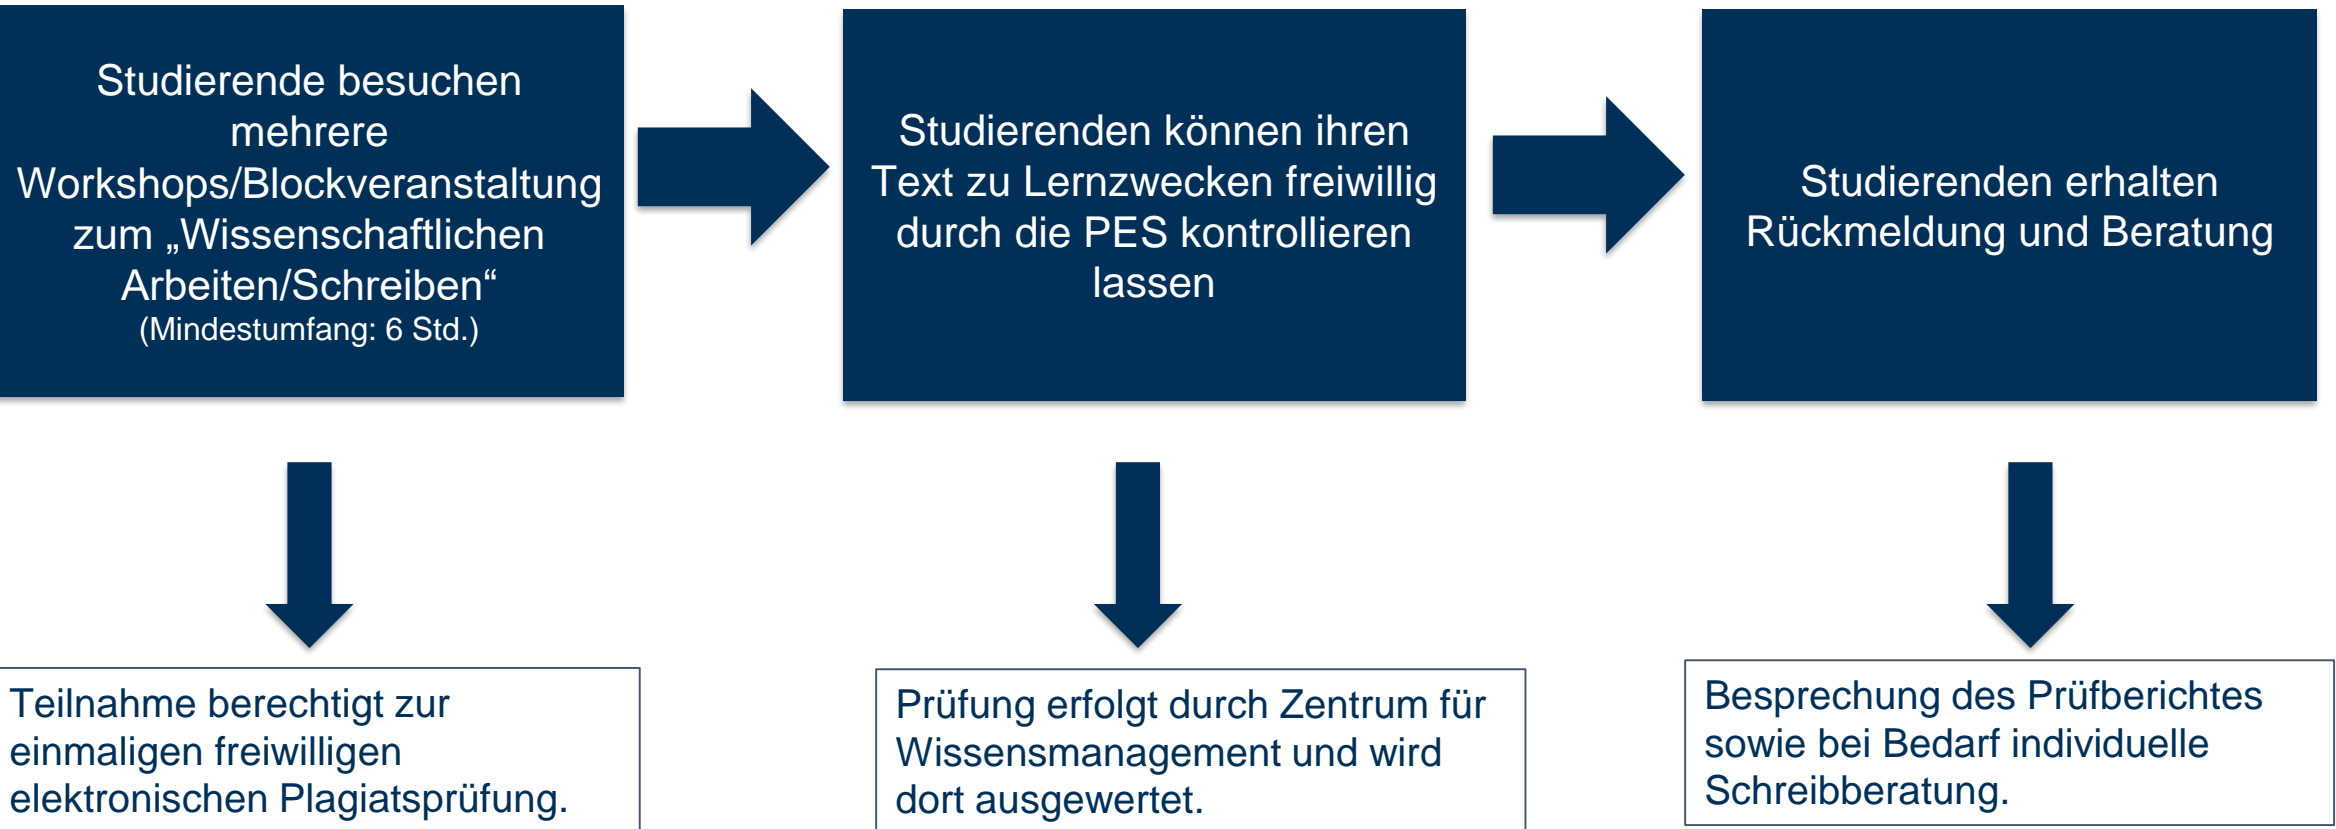 Studierende besuchen
mehrere
Workshops/Blockveranstaltung
zum „Wissenschaftlichen
Arbeiten/Schreiben“
(Mindestumfang: 6 Std.)
Studierenden können ihren
Text zu Lernzwecken freiwillig
durch die PES kontrollieren
lassen
Studierenden erhalten
Rückmeldung und Beratung
Teilnahme berechtigt zur
einmaligen freiwilligen
elektronischen Plagiatsprüfung.
Prüfung erfolgt durch Zentrum für
Wissensmanagement und wird
dort ausgewertet.
Besprechung des Prüfberichtes
sowie bei Bedarf individuelle
Schreibberatung.